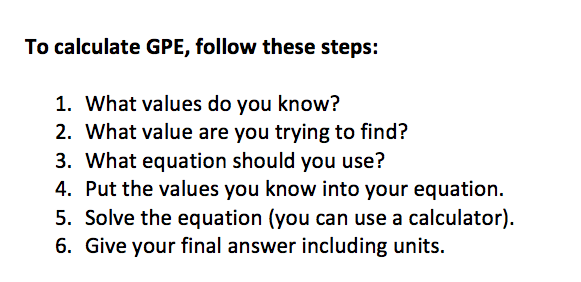 To calculate GPE, follow these steps:
1. What values do you know?
2. What value are you trying to find?
3. What equation should you use?
4. Put the values you know into your equation.
5. Solve the equation (you can use a calculator).
6. Give your final answer including units.